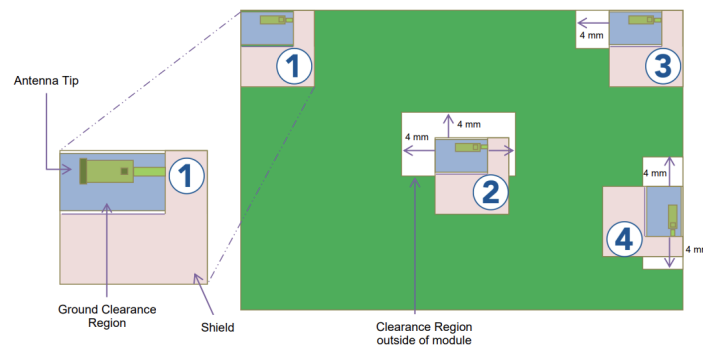 1
3
4 mm
Antenna Tip
4 mm
4 mm
1
2
4 mm
4
4 mm
Ground Clearance
Region
Shield
Clearance Region
outside of module